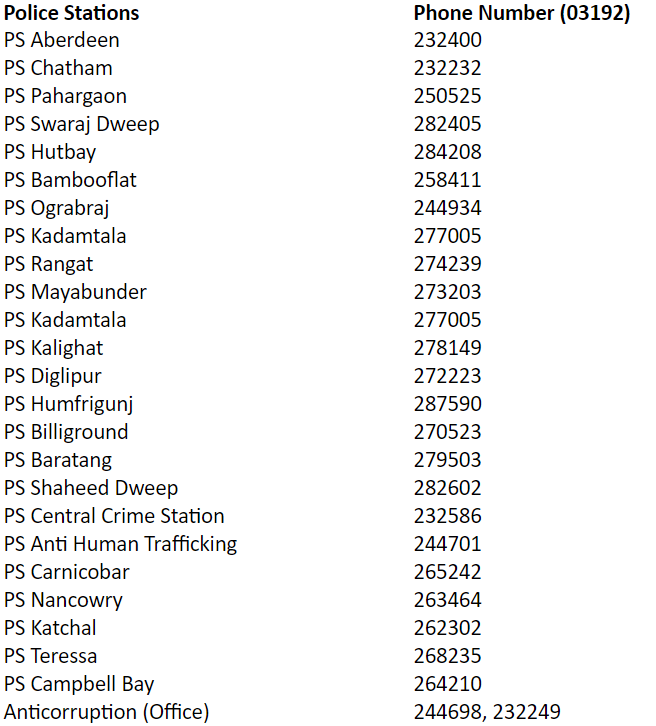 Police Stations Phone Number (03192)
PS Aberdeen 232400
PS Chatham 232232
PS Pahargaon 250525
PS Swaraj Dweep 282405
PS Hutbay 284208
PS Bambooflat 258411
PS Ograbraj 244934
PS Kadamtala 277005
PS Rangat 274239
PS Mayabunder 273203
PS Kadamtala 277005
PS Kalighat 278149
PS Diglipur 272223
PS Humfrigunj 287590
PS Billiground 270523
PS Baratang 279503
PS Shaheed Dweep 282602
PS Central Crime Station 232586
PS Anti Human Trafficking 244701
PS Carnicobar 265242
PS Nancowry 263464
PS Katchal 262302
PS Teressa 268235
PS Campbell Bay 264210
Anticorruption (Office) 244698, 232249